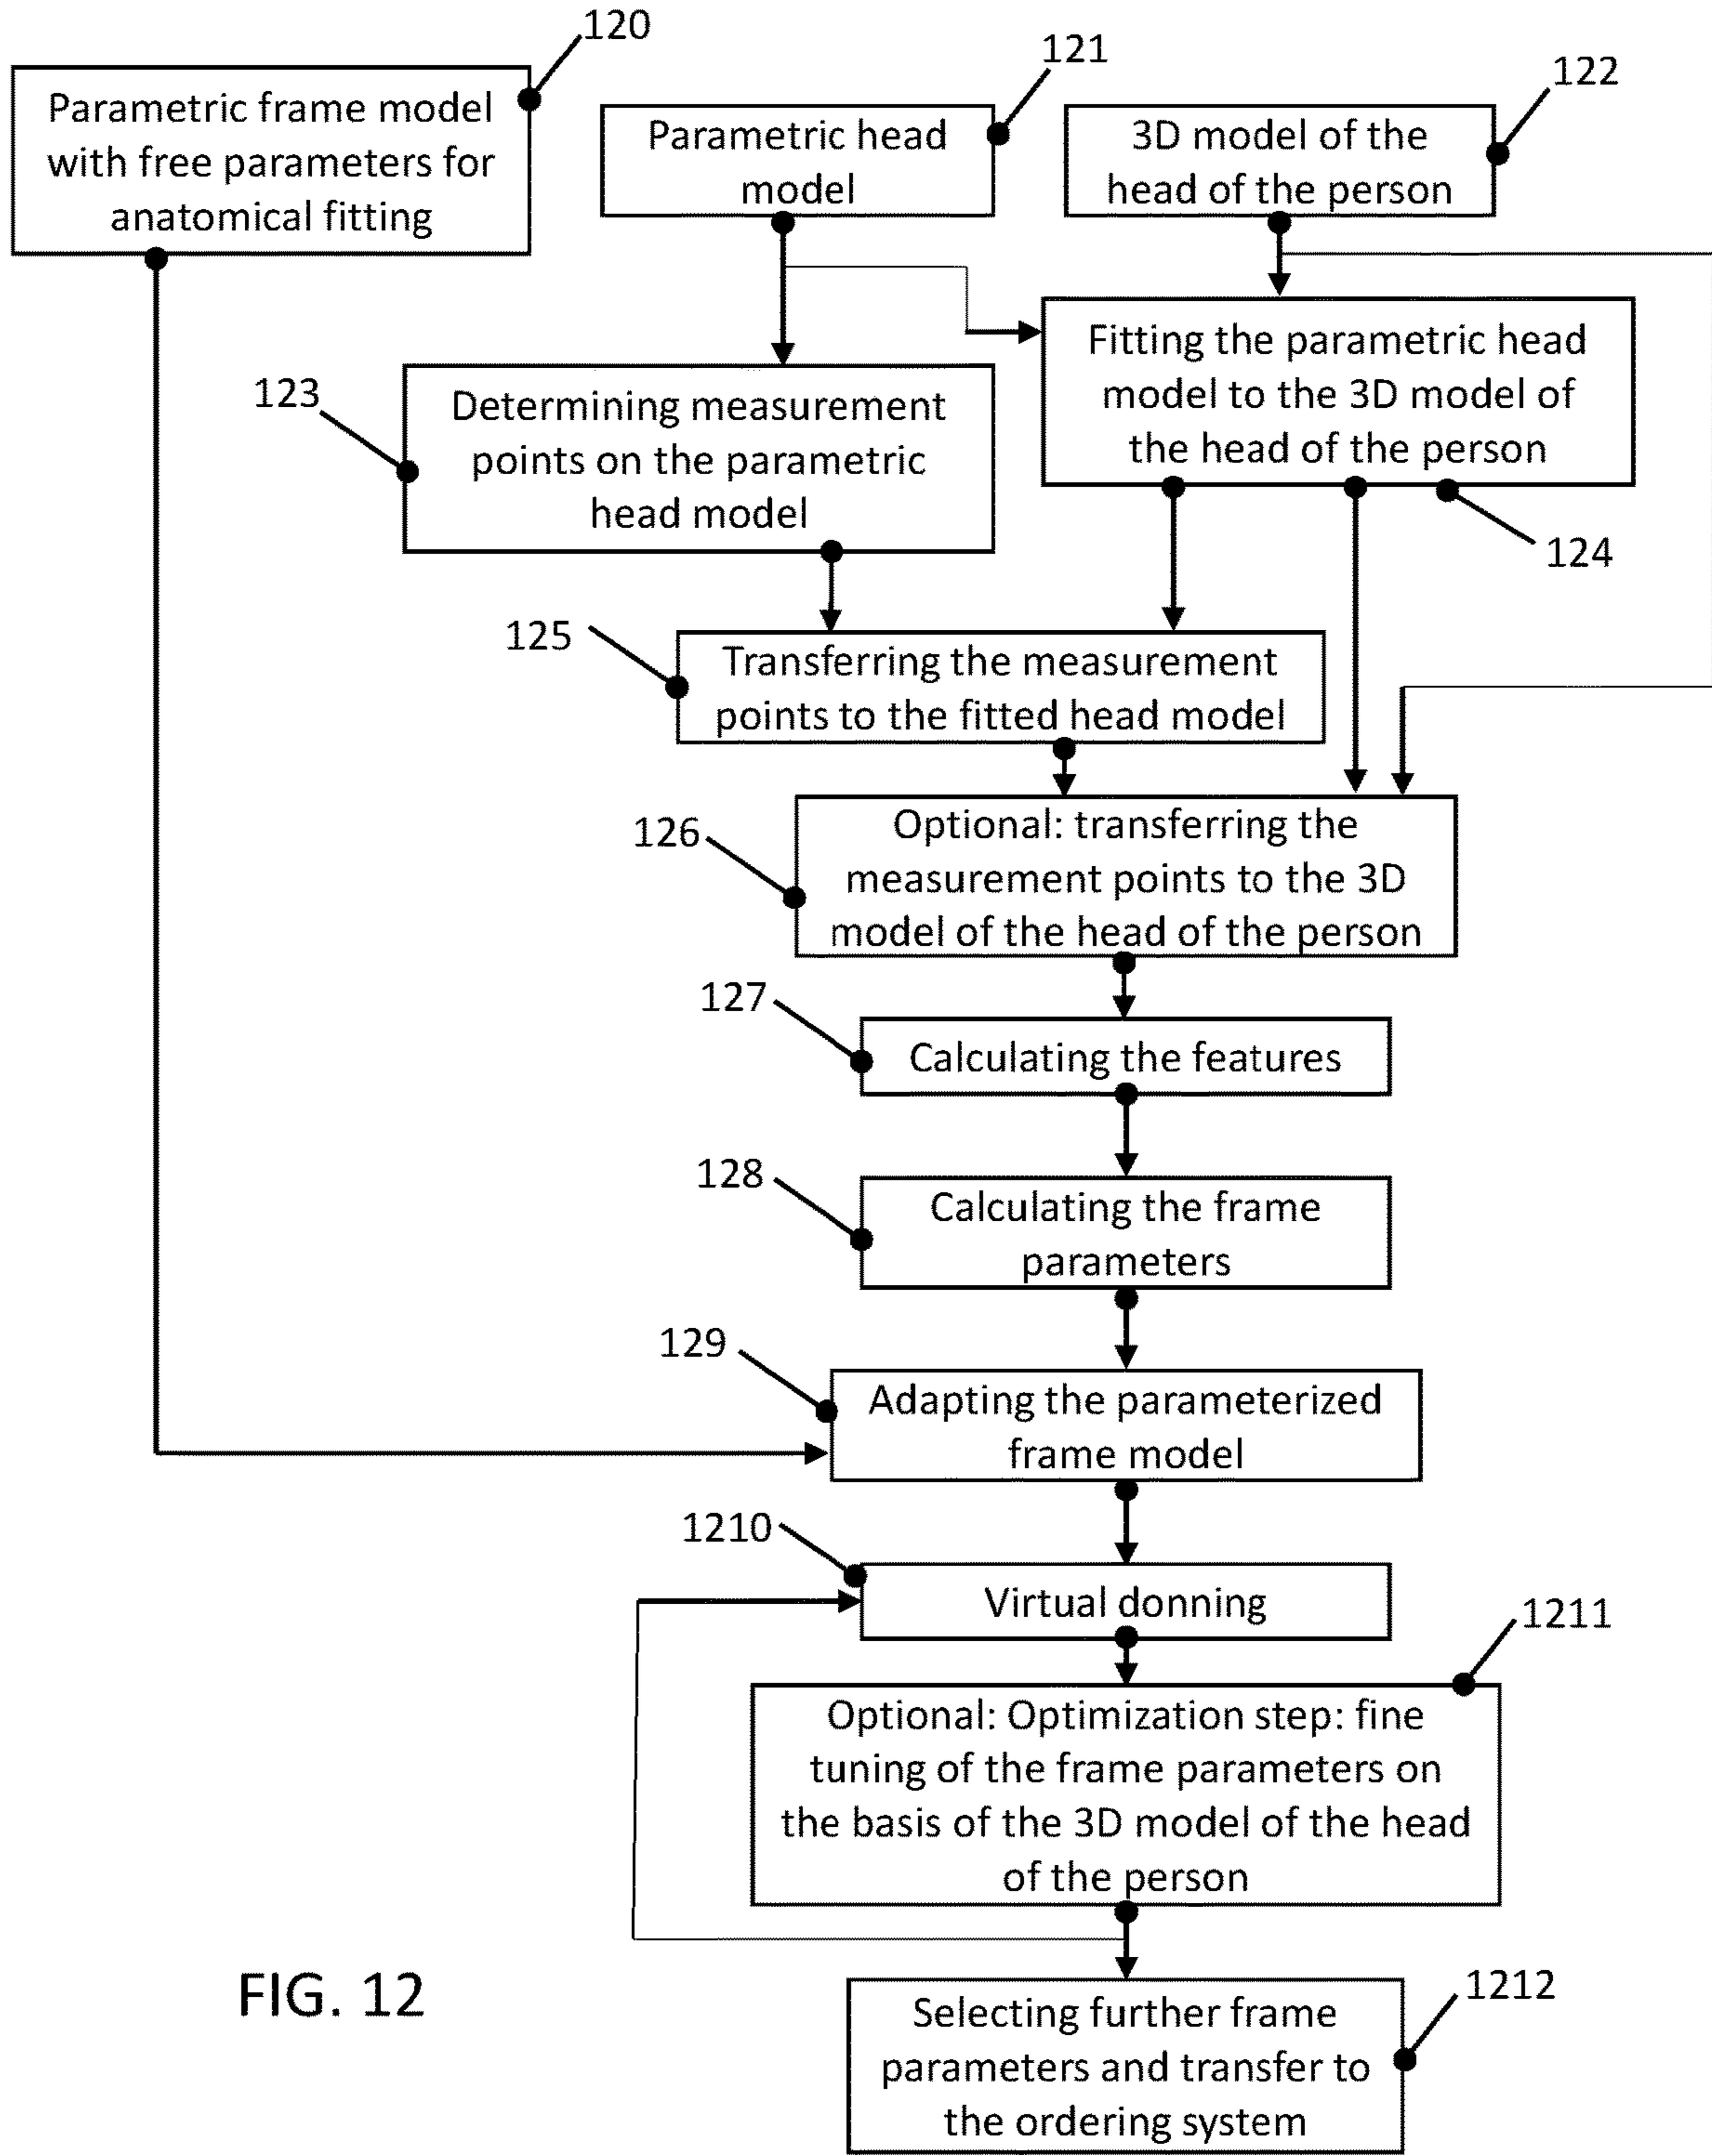 120
Parametric frame model
with free parameters for
anatomical fitting
121
Parametric head
model
122
3D model of the
head of the person
123
Determining measurement
points on the parametric
head model
Fitting the parametric head
model to the 3D model of
the head of the person
124
125
Transferring the measurement
points to the fitted head model
126
Optional: transferring the
measurement points to the 3D
model of the head of the person
127
Calculating the features
128
Calculating the frame
parameters
129
Adapting the parameterized
frame model
1210
Virtual donning
1211
Optional: Optimization step: fine
tuning of the frame parameters on
the basis of the 3D model of the head
of the person
FIG. 12
1212
Selecting further frame
parameters and transfer to
the ordering system